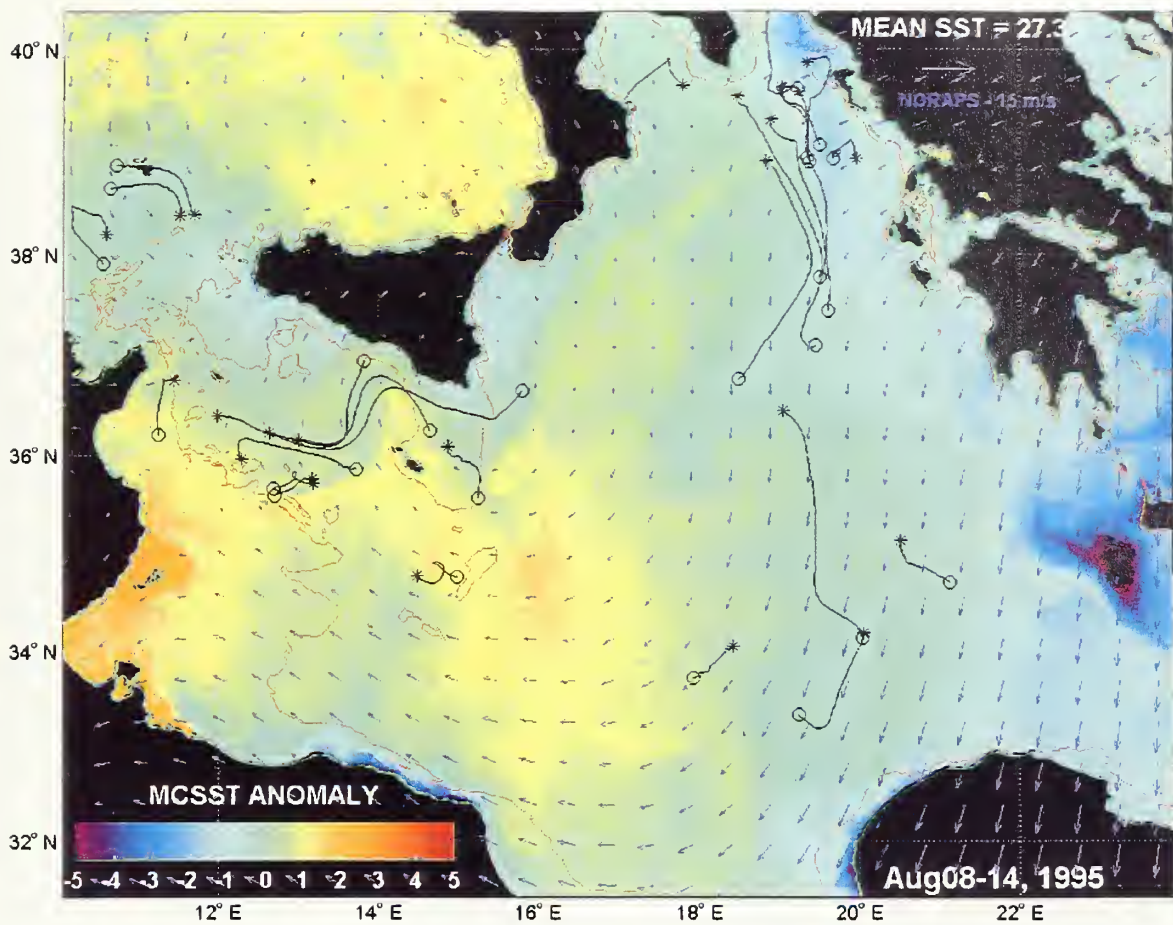 MEAN SST = 27.3
NORAPS - 15 m/s
40° N
38° N
36° N
34° N
32° N
MCSST ANOMALY
-5 -4 -3 -2 -1 0 1 2 3 4 5
Aug08-14, 1995
12° E 14° E 16° E 18° E 20° E 22° E